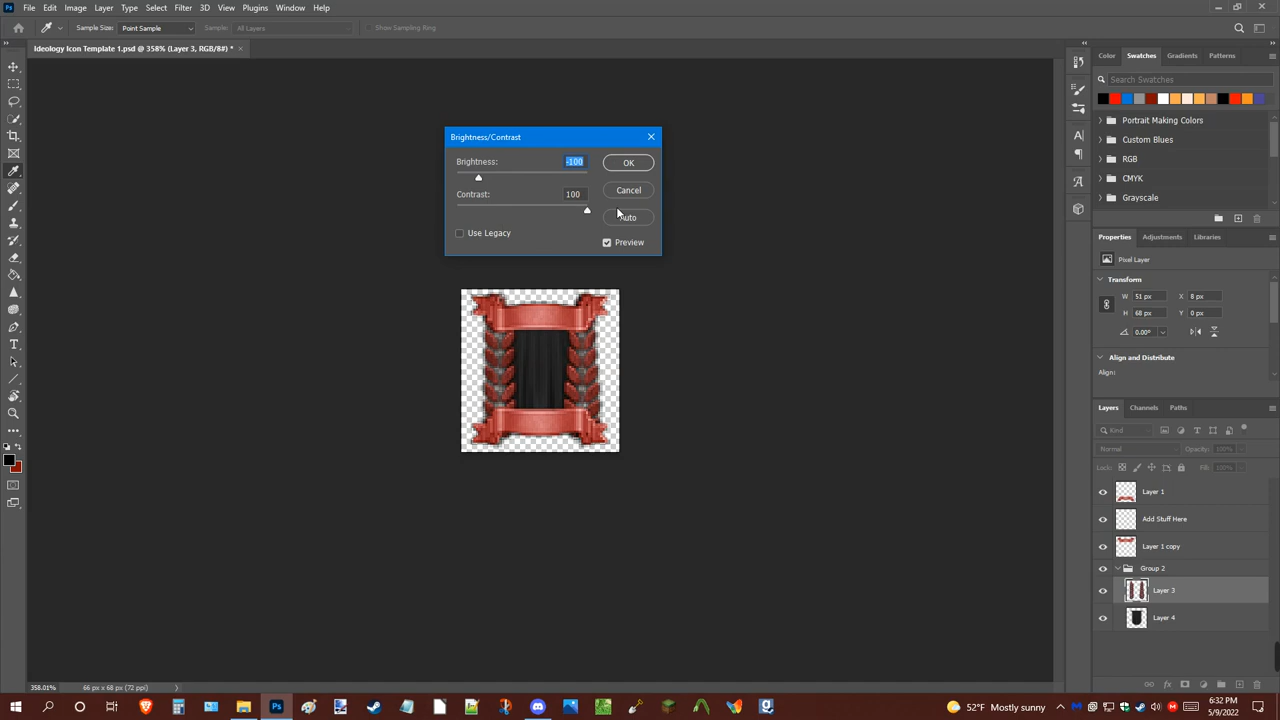 File Edit Image Layer Type Select Filter 3D View Plugins Window Help
Sample Size: Point Sample Sample: All Layers Show Sampling Ring
Ideology Icon Template 1.psd @ 358% (Layer 3, RGB/8#) * ×
Brightness/Contrast
Brightness: -100 OK
Cancel
Contrast: 100
Auto
Use Legacy
Preview
Color Swatches Gradients Patterns
Search Swatches
Portrait Making Colors
Custom Blues
RGB
CMYK
Grayscale
Properties Adjustments Libraries
Pixel Layer
Transform
W 51 px X 8 px
H 68 px Y 0 px
0.00°
Align and Distribute
Align:
Layers Channels Paths
Kind
Normal Opacity: 100%
Lock: Fill: 100%
Layer 1
Add Stuff Here
Layer 1 copy
Group 2
Layer 3
Layer 4
358.01% 66 px x 68 px (72 ppi)
52°F Mostly sunny
6:32 PM
5/9/2022